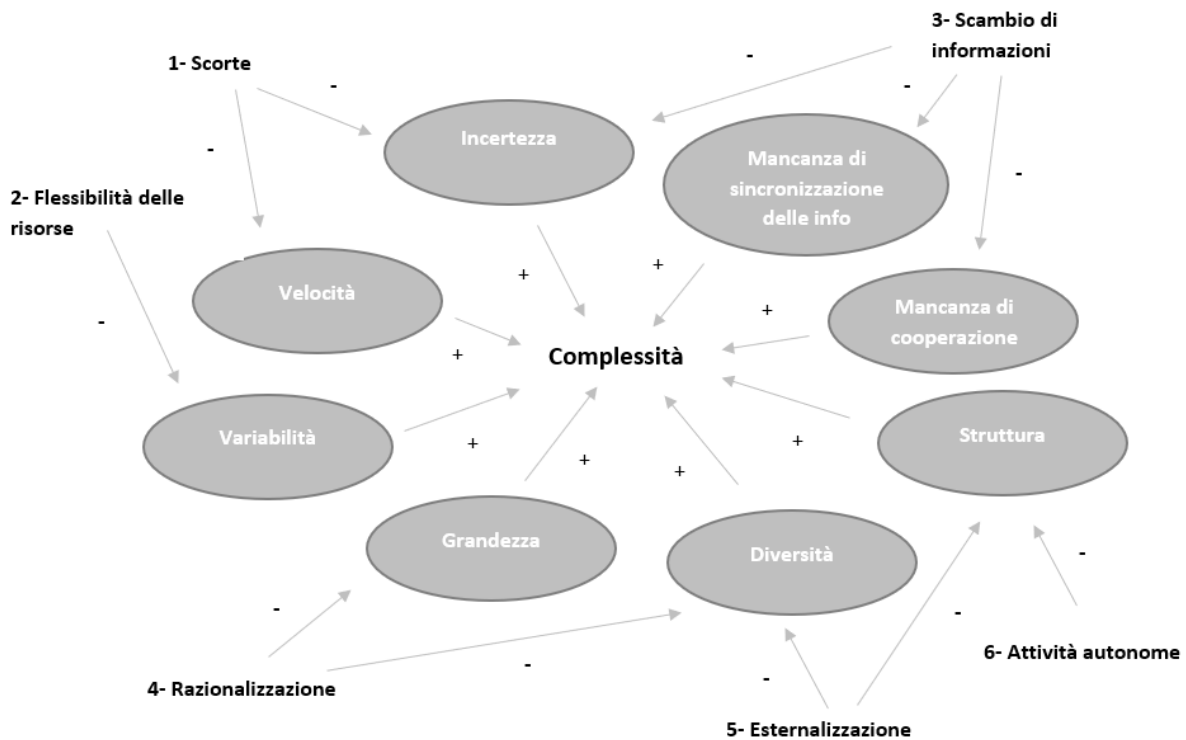 3- Scambio di
informazioni
1- Scorte
-
-
-
Incertezza
Mancanza di
sincronizzazione
delle info
-
-
2- Flessibilità delle
risorse
Velocità
+
+
+
Mancanza di
cooperazione
-
+
Complessità
Variabilità
+
+
+
+
Struttura
Grandezza
Diversità
-
-
-
-
-
6- Attività autonome
4- Razionalizzazione
5- Esternalizzazione